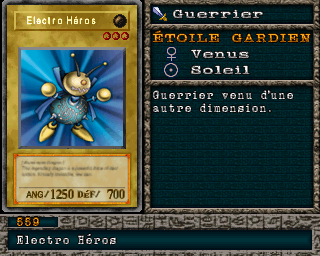 Electro Héros
ANG/1250 DÉF/ 700
Guerrier
ÉTOILE GARDIEN
Venus
Soleil
Guerrier venu d'une
autre dimension.
559
Electro Héros